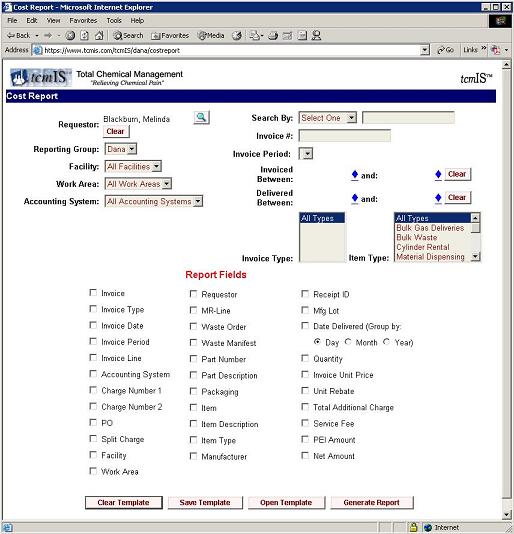 Cost Report - Microsoft Internet Explorer
File Edit View Favorites Tools Help
Back Search Favorites Media
Address https://www.tcmis.com/tcmIS/dana/costreport Go Links »
tcmIS Total Chemical Management tcmIS™
"Relieving Chemical Pain"
Cost Report
Requestor: Blackburn, Melinda
Clear
Reporting Group: Dana
Facility: All Facilities
Work Area: All Work Areas
Accounting System: All Accounting Systems
Search By: Select One
Invoice #:
Invoice Period:
Invoiced Between: and: Clear
Delivered Between: and: Clear
Invoice Type: All Types
Item Type: All Types
Bulk Gas Deliveries
Bulk Waste
Cylinder Rental
Material Dispensing
Report Fields
Invoice Requestor Receipt ID
Invoice Type MR-Line Mfg Lot
Invoice Date Waste Order Date Delivered (Group by:
Invoice Period Waste Manifest Day Month Year)
Invoice Line Part Number Quantity
Accounting System Part Description Invoice Unit Price
Charge Number 1 Packaging Unit Rebate
Charge Number 2 Item Total Additional Charge
PO Item Description Service Fee
Split Charge Item Type PEI Amount
Facility Manufacturer Net Amount
Work Area
Clear Template Save Template Open Template Generate Report
Internet